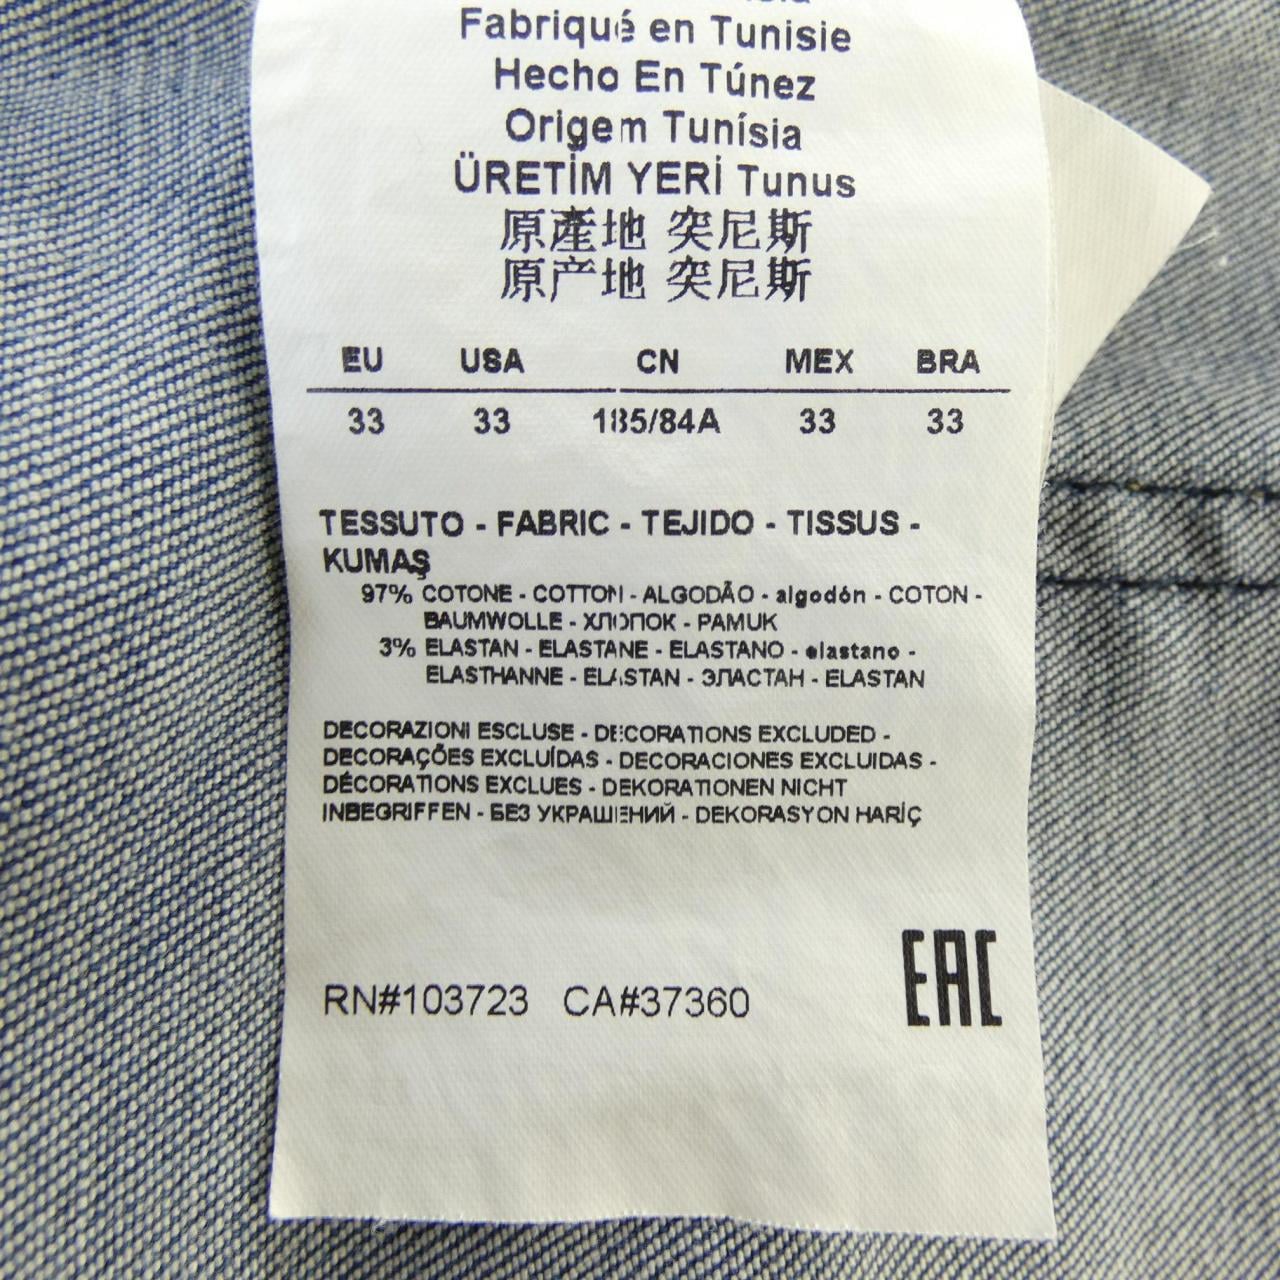 Fabriqué en Tunisie
Hecho En Túnez
Origem Tunísia
ÜRETİM YERİ Tunus
原產地 突尼斯
原产地 突尼斯
EU USA CN MEX BRA
33 33 185/84A 33 33
TESSUTO - FABRIC - TEJIDO - TISSUS -
KUMAŞ
97% COTONE - COTTON - ALGODÃO - algodón - COTON -
BAUMWOLLE - ХЛОПОК - PAMUK
3% ELASTAN - ELASTANE - ELASTANO - elastano -
ELASTHANNE - ELASTAN - ЭЛАСТАН - ELASTAN
DECORAZIONI ESCLUSE - DECORATIONS EXCLUDED -
DECORAÇÕES EXCLUÍDAS - DECORACIONES EXCLUIDAS -
DÉCORATIONS EXCLUES - DEKORATIONEN NICHT
INBEGRIFFEN - БЕЗ УКРАШЕНИЙ - DEKORASYON HARİÇ
EAC
RN#103723 CA#37360